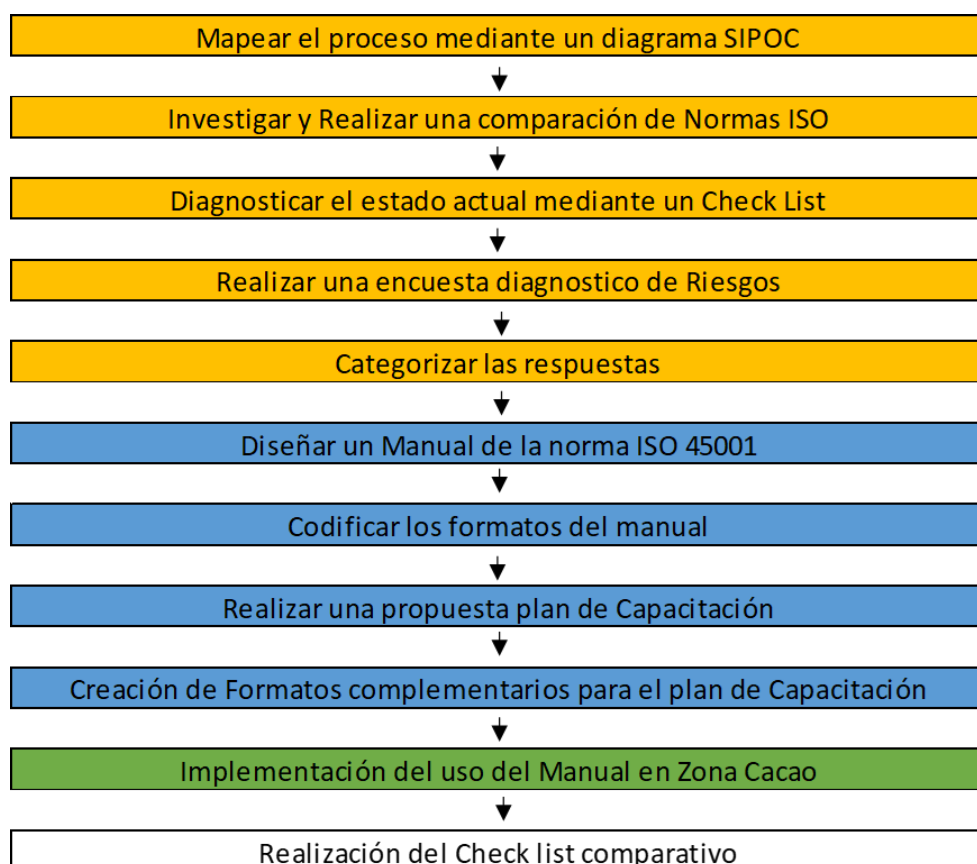 Mapear el proceso mediante un diagrama SIPOC
Investigar y Realizar una comparación de Normas ISO
Diagnosticar el estado actual mediante un Check List
Realizar una encuesta diagnostico de Riesgos
Categorizar las respuestas
Diseñar un Manual de la norma ISO 45001
Codificar los formatos del manual
Realizar una propuesta plan de Capacitación
Creación de Formatos complementarios para el plan de Capacitación
Implementación del uso del Manual en Zona Cacao
Realización del Check list comparativo